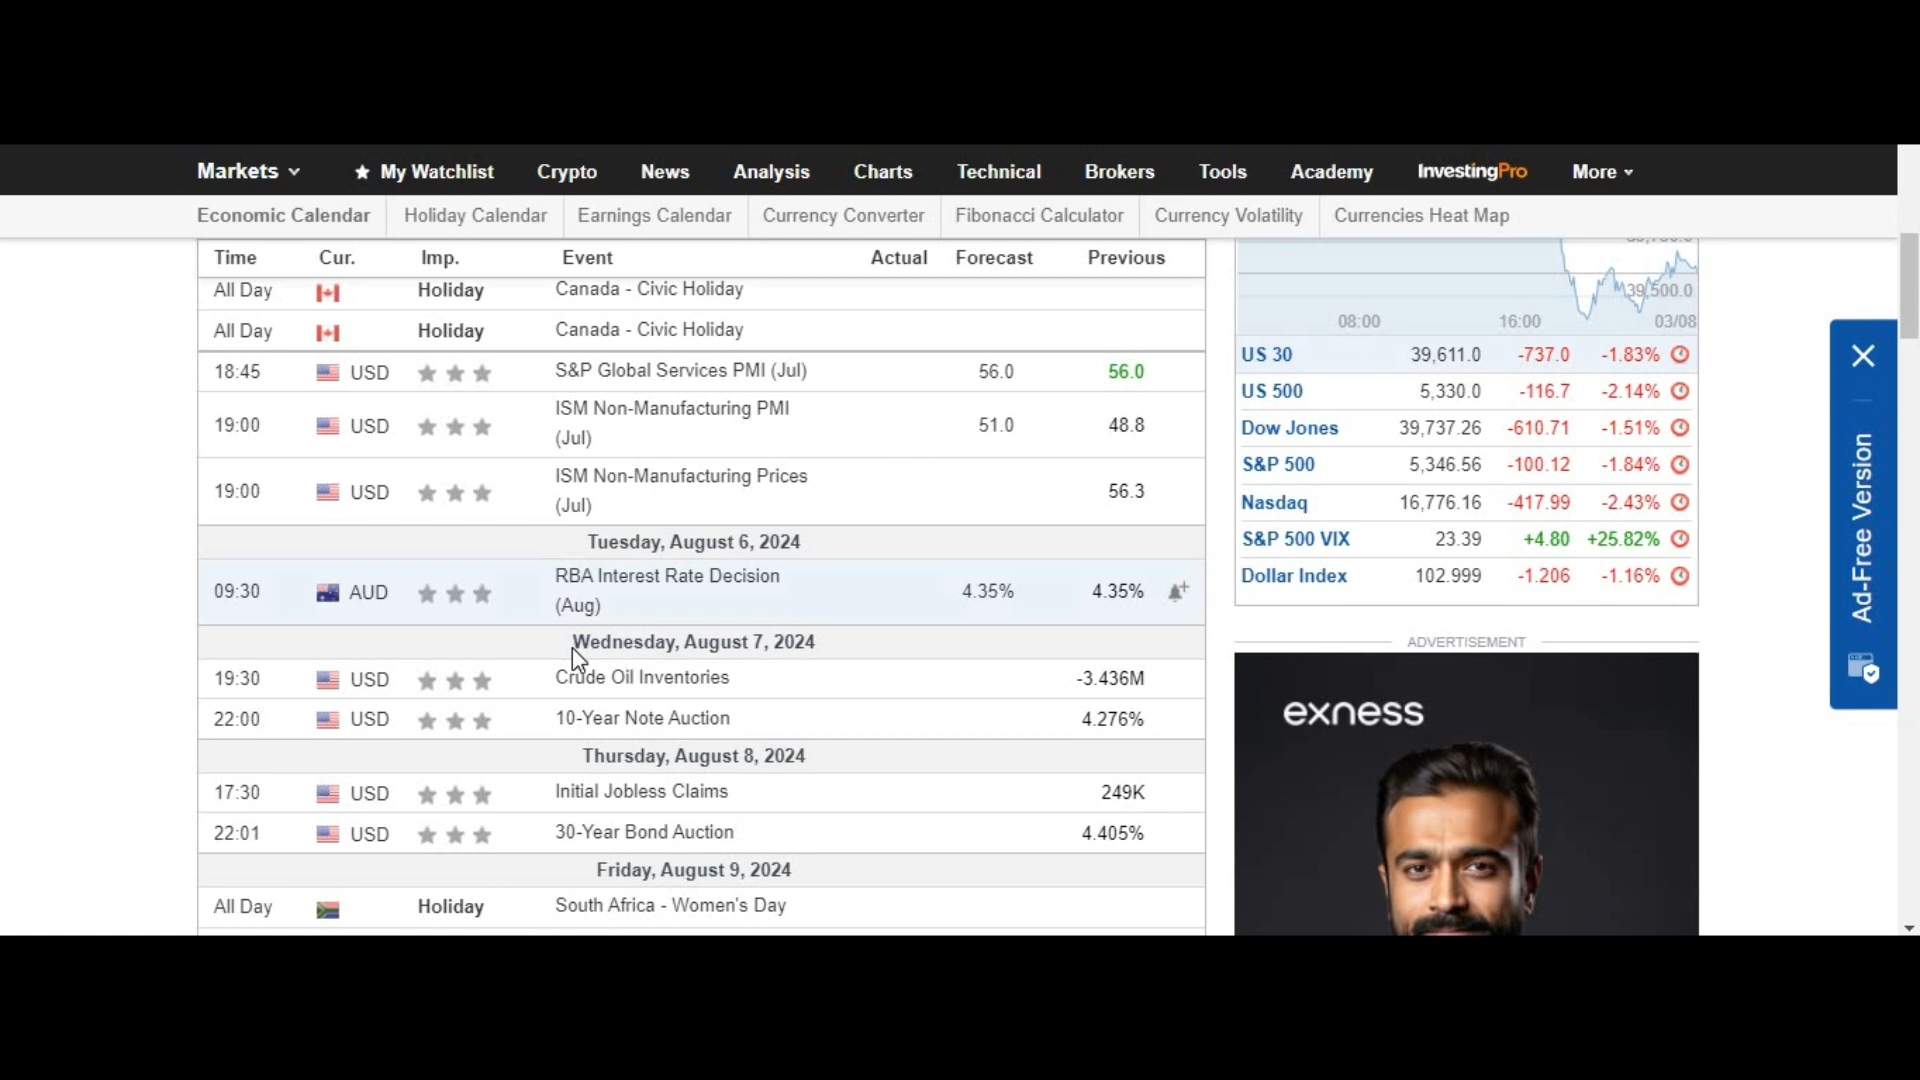 Markets
My Watchlist
Crypto
News
Analysis
Charts
Technical
Brokers
Tools
Academy
InvestingPro
More
Economic Calendar
Holiday Calendar
Earnings Calendar
Currency Converter
Fibonacci Calculator
Currency Volatility
Currencies Heat Map
Time Cur. Imp. Event Actual Forecast Previous
All Day Holiday Canada - Civic Holiday
All Day Holiday Canada - Civic Holiday
18:45 USD S&P Global Services PMI (Jul) 56.0 56.0
19:00 USD ISM Non-Manufacturing PMI
(Jul) 51.0 48.8
19:00 USD ISM Non-Manufacturing Prices
(Jul) 56.3
Tuesday, August 6, 2024
09:30 AUD RBA Interest Rate Decision
(Aug) 4.35% 4.35%
Wednesday, August 7, 2024
19:30 USD Crude Oil Inventories -3.436M
22:00 USD 10-Year Note Auction 4.276%
Thursday, August 8, 2024
17:30 USD Initial Jobless Claims 249K
22:01 USD 30-Year Bond Auction 4.405%
Friday, August 9, 2024
All Day Holiday South Africa - Women's Day
39,500.0
08:00 16:00 03/08
US 30 39,611.0 -737.0 -1.83%
US 500 5,330.0 -116.7 -2.14%
Dow Jones 39,737.26 -610.71 -1.51%
S&P 500 5,346.56 -100.12 -1.84%
Nasdaq 16,776.16 -417.99 -2.43%
S&P 500 VIX 23.39 +4.80 +25.82%
Dollar Index 102.999 -1.206 -1.16%
ADVERTISEMENT
exness
Ad-Free Version